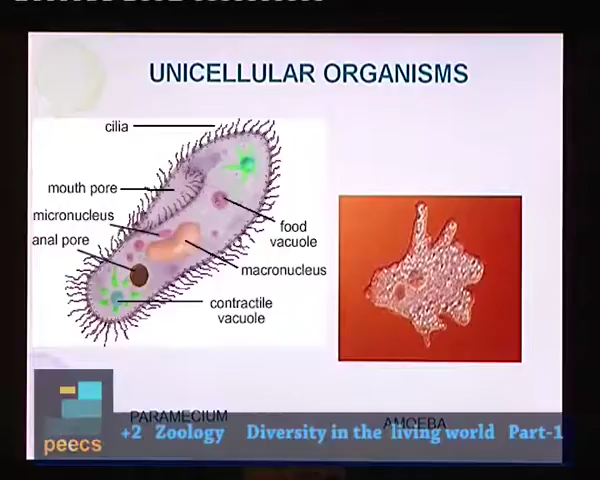 UNICELLULAR ORGANISMS
cilia
mouth pore
micronucleus
anal pore
food
vacuole
macronucleus
contractile
vacuole
PARAMECIUM
AMOEBA
peecs
+2 Zoology Diversity in the living world Part-1